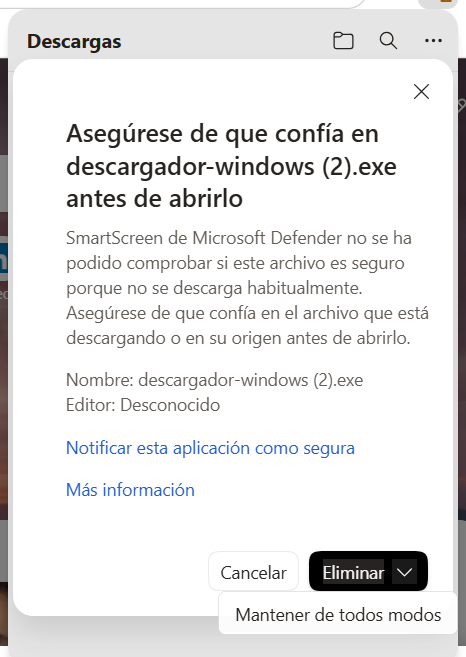 Descargas
Asegúrese de que confía en
descargador-windows (2).exe
antes de abrirlo
SmartScreen de Microsoft Defender no se ha
podido comprobar si este archivo es seguro
porque no se descarga habitualmente.
Asegúrese de que confía en el archivo que está
descargando o en su origen antes de abrirlo.
Nombre: descargador-windows (2).exe
Editor: Desconocido
Notificar esta aplicación como segura
Más información
Cancelar
Eliminar
Mantener de todos modos